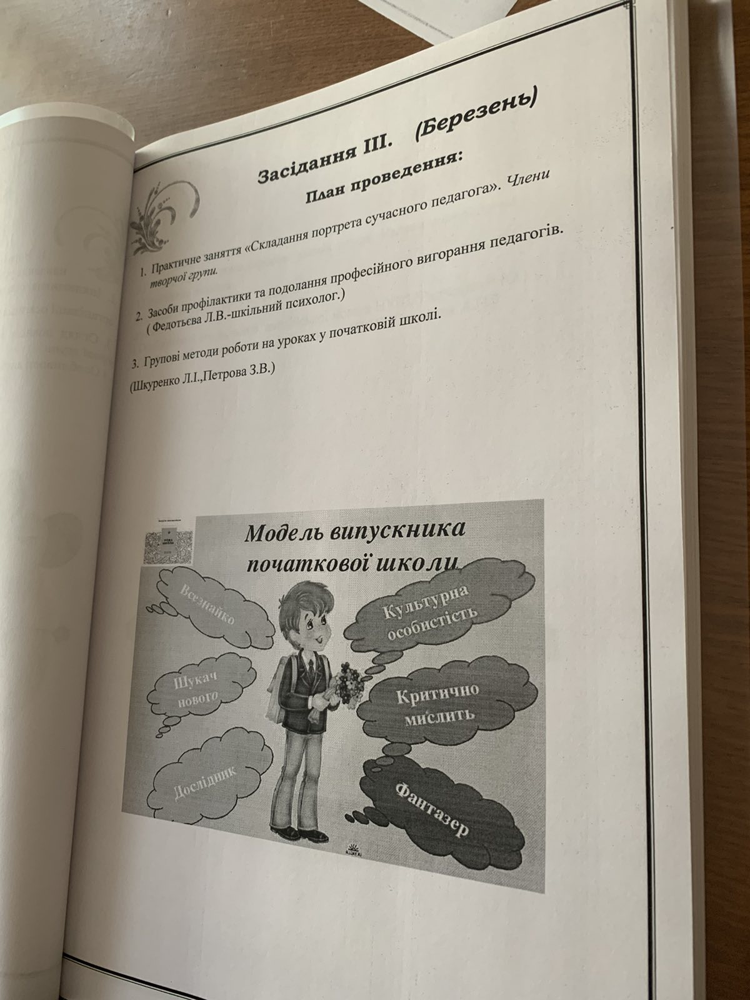 Засідання III. (Березень)
План проведення:
1. Практичне заняття «Складання портрета сучасного педагога». Члени
творчої групи.
2. Засоби профілактики та подолання професійного вигорання педагогів.
( Федотьєва Л.В.-шкільний психолог.)
3. Групові методи роботи на уроках у початковій школі.
(Шкуренко Л.І.,Петрова З.В.)
Модель випускника
початкової школи
Всезнайко
Шукач
нового
Дослідник
Культурна
особистість
Критично
мислить
Фантазер